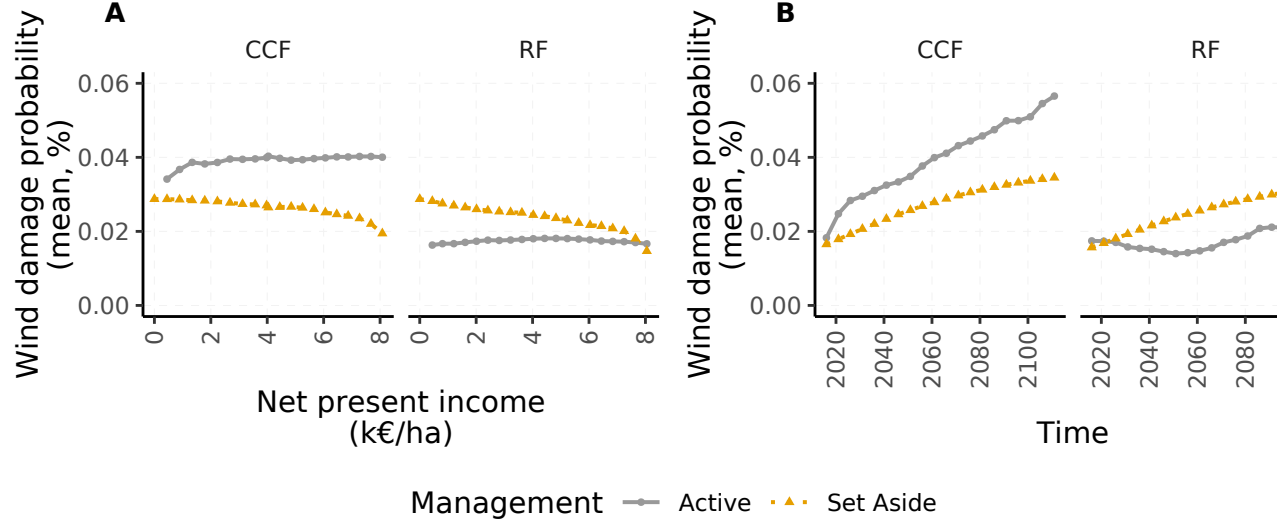 A
B
CCF
RF
CCF
RF
Wind damage probability
(mean, %)
0.06
0.04
0.02
0.00
0
2
4
6
8
0
2
4
6
8
Net present income
(k€/ha)
Wind damage probability
(mean, %)
0.06
0.04
0.02
0.00
2020
2040
2060
2080
2100
2020
2040
2060
2080
Time
Management Active Set Aside